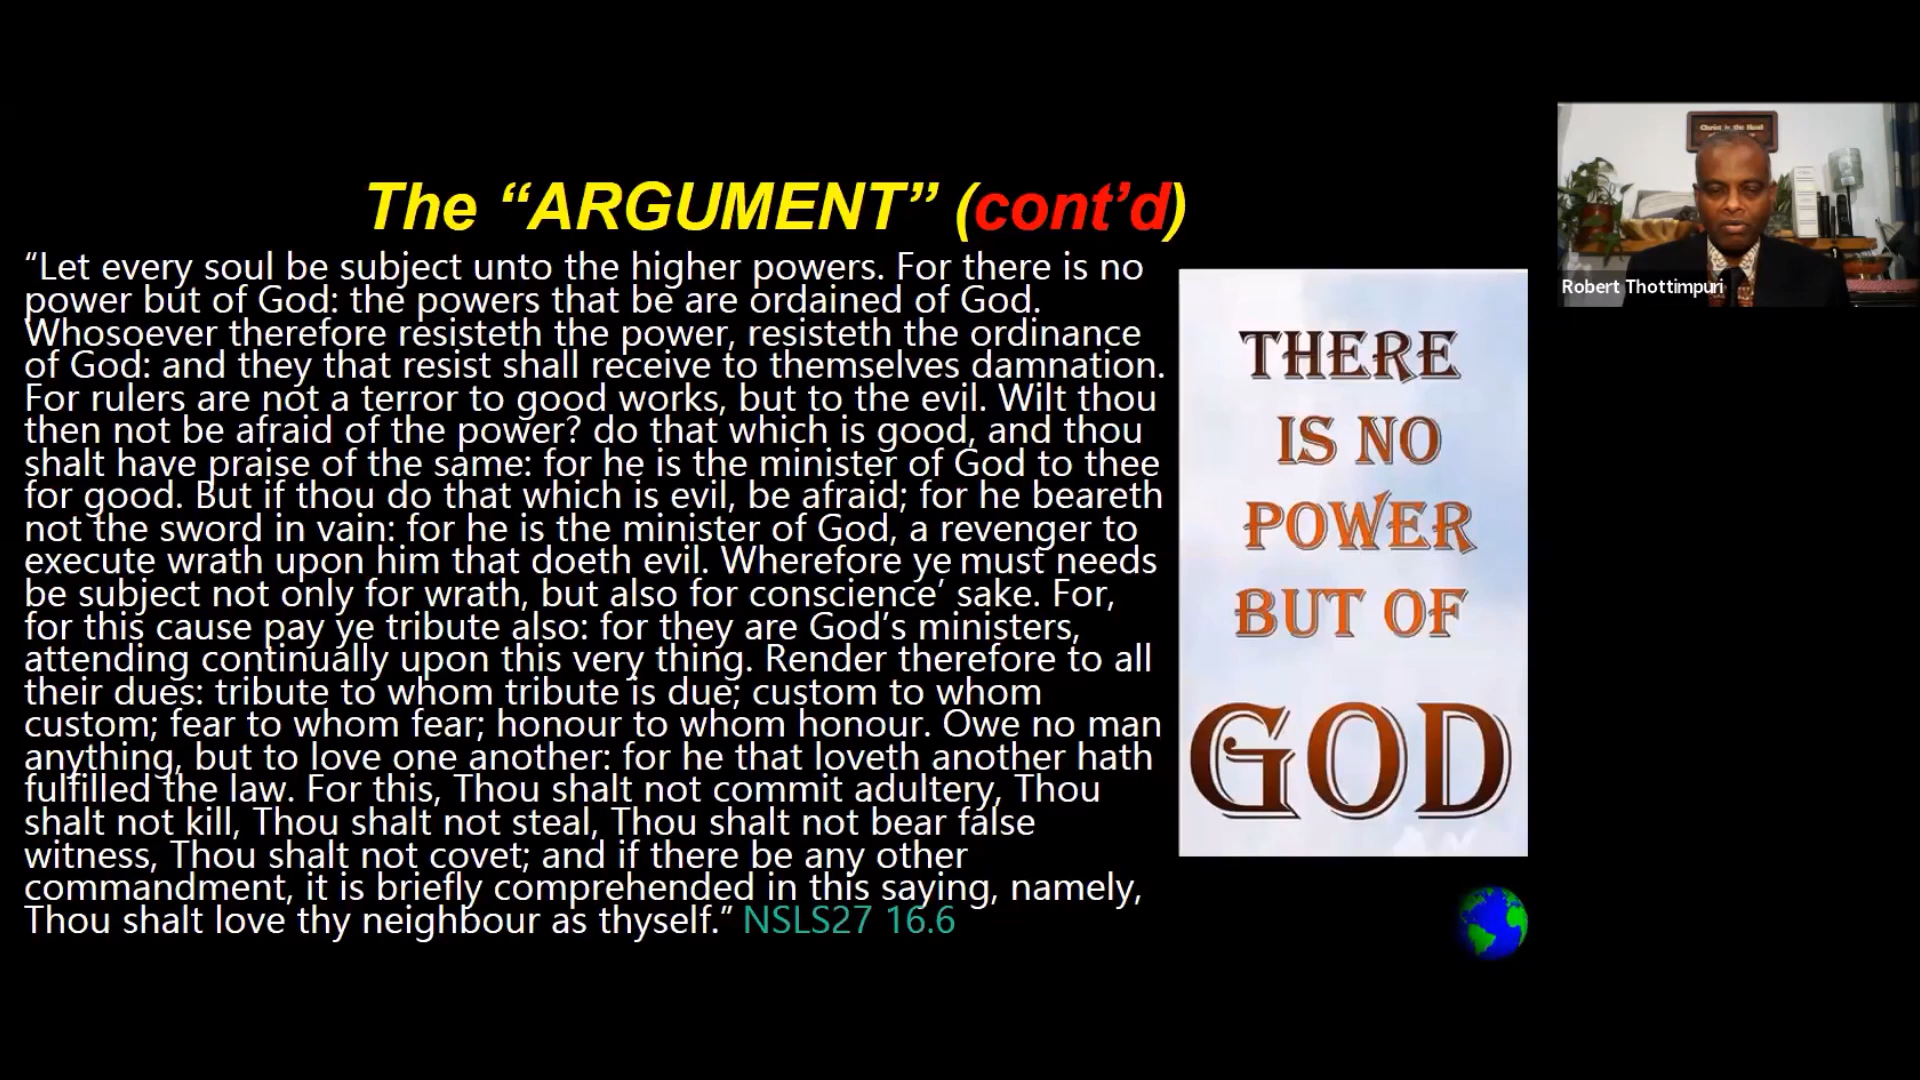 The “ARGUMENT” (cont’d)
“Let every soul be subject unto the higher powers. For there is no
power but of God: the powers that be are ordained of God.
Whosoever therefore resisteth the power, resisteth the ordinance
of God: and they that resist shall receive to themselves damnation.
For rulers are not a terror to good works, but to the evil. Wilt thou
then not be afraid of the power? do that which is good, and thou
shalt have praise of the same: for he is the minister of God to thee
for good. But if thou do that which is evil, be afraid; for he beareth
not the sword in vain: for he is the minister of God, a revenger to
execute wrath upon him that doeth evil. Wherefore ye must needs
be subject not only for wrath, but also for conscience’ sake. For,
for this cause pay ye tribute also: for they are God’s ministers,
attending continually upon this very thing. Render therefore to all
their dues: tribute to whom tribute is due; custom to whom
custom; fear to whom fear; honour to whom honour. Owe no man
anything, but to love one another: for he that loveth another hath
fulfilled the law. For this, Thou shalt not commit adultery, Thou
shalt not kill, Thou shalt not steal, Thou shalt not bear false
witness, Thou shalt not covet; and if there be any other
commandment, it is briefly comprehended in this saying, namely,
Thou shalt love thy neighbour as thyself.” NSLS27 16.6
THERE
IS NO
POWER
BUT OF
GOD
Christ is the Head
Robert Thottimpuri